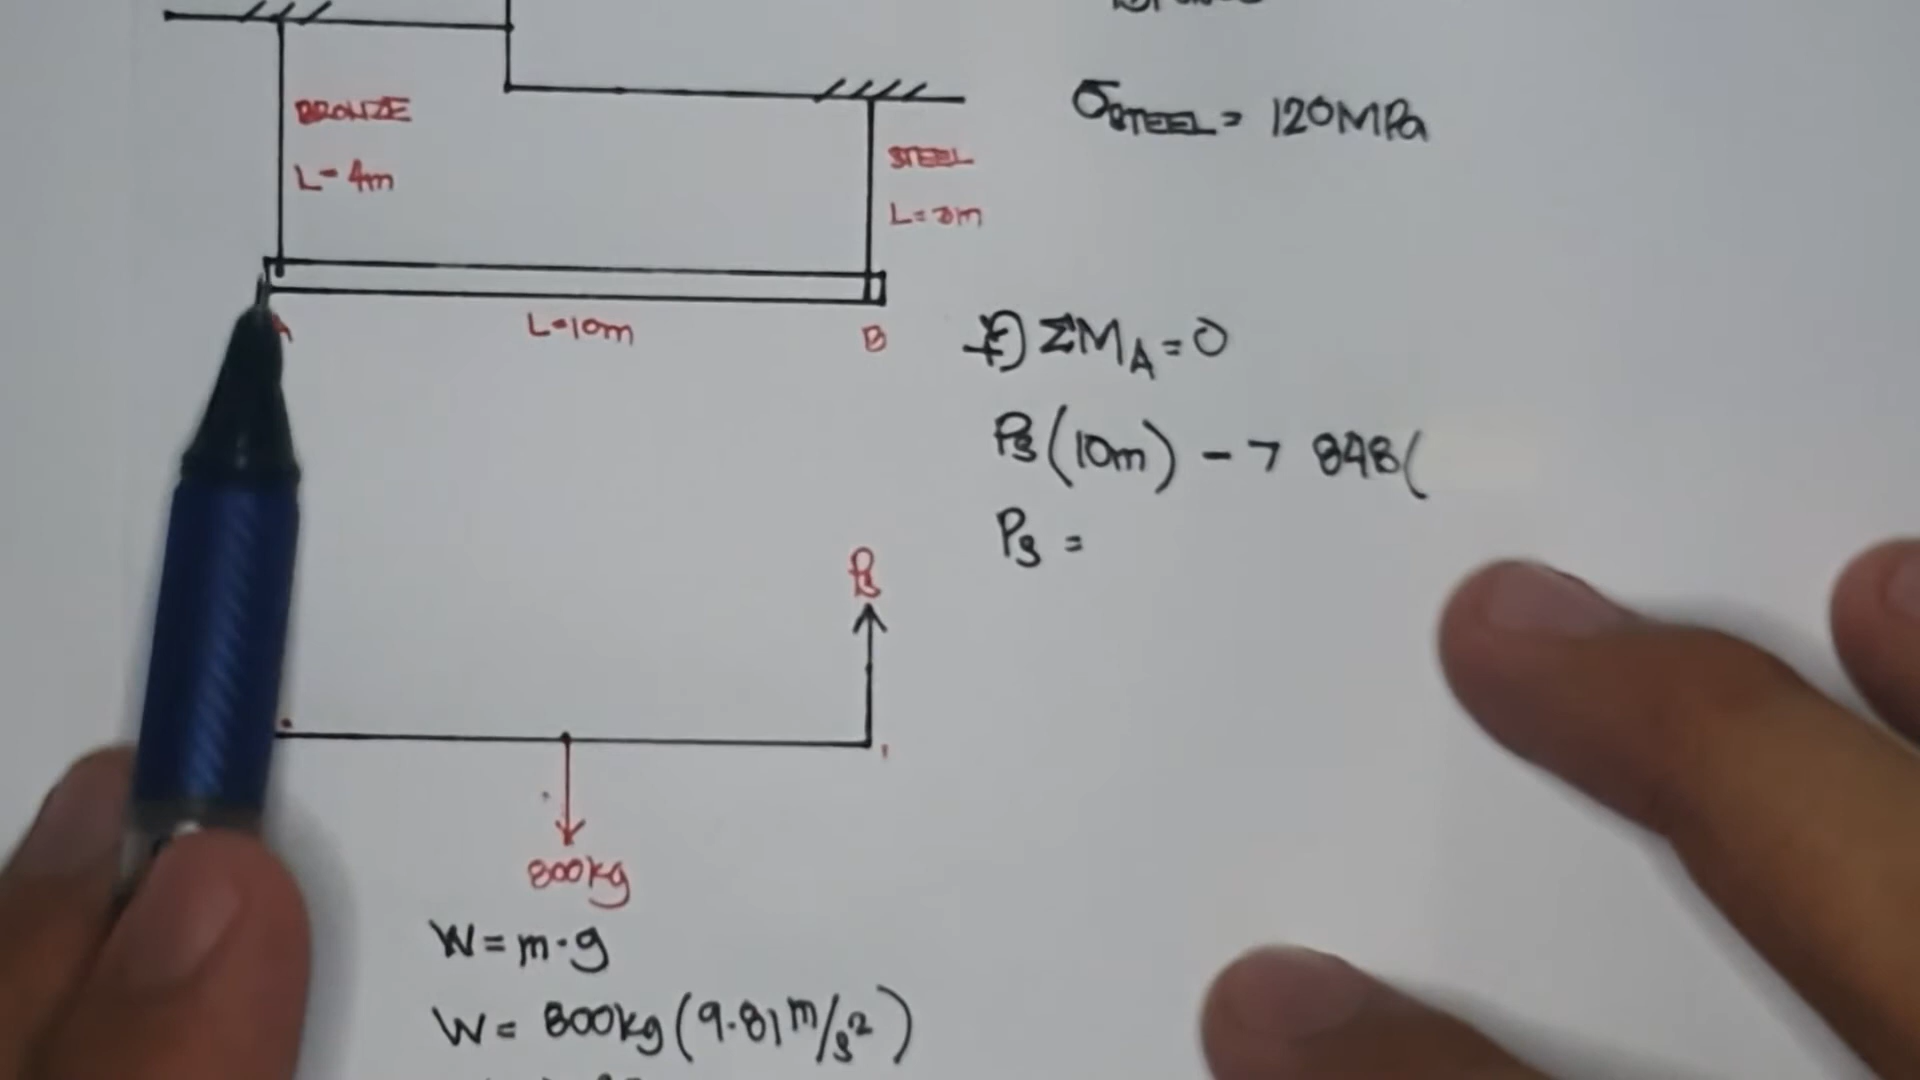 σSTEEL = 120MPa
BRONZE
L=4m
STEEL
L=3m
A
L=10m
B
+ ΣM_A = 0
Ps (10m) - 7 848(
Ps =
Ps
800kg
W = m·g
W = 800kg (9.81 m/s²)